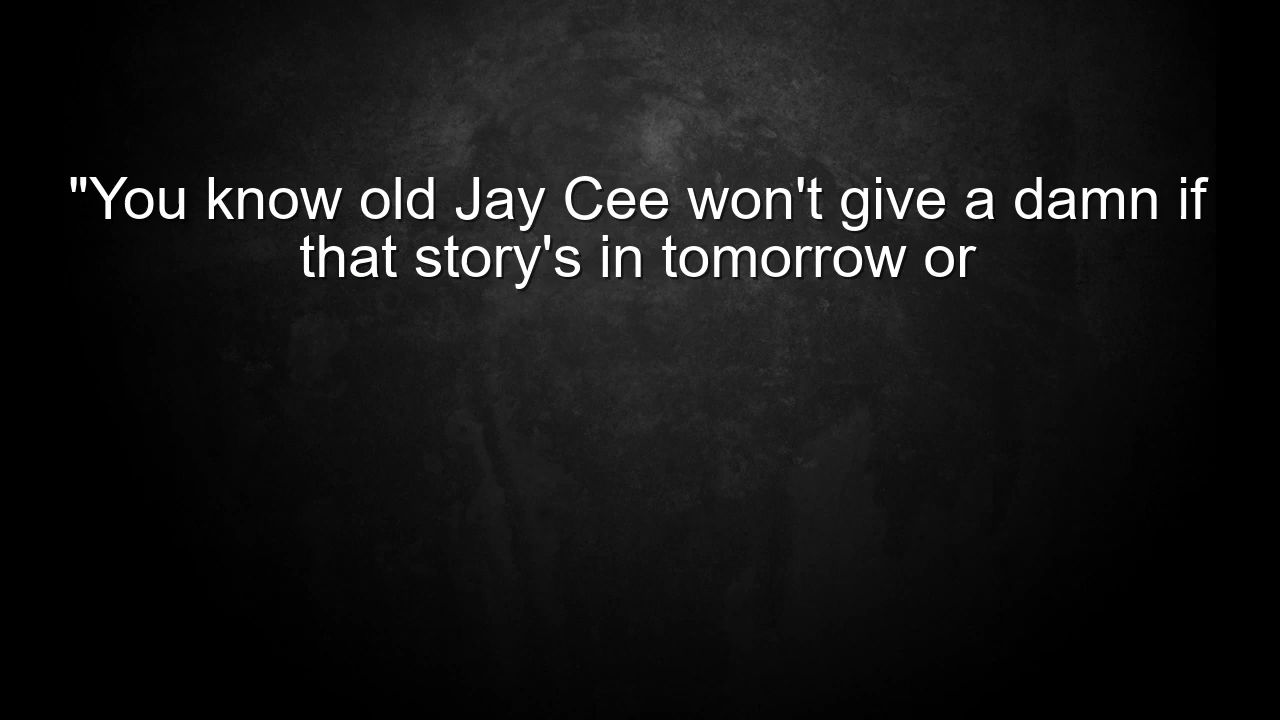 "You know old Jay Cee won't give a damn if
that story's in tomorrow or